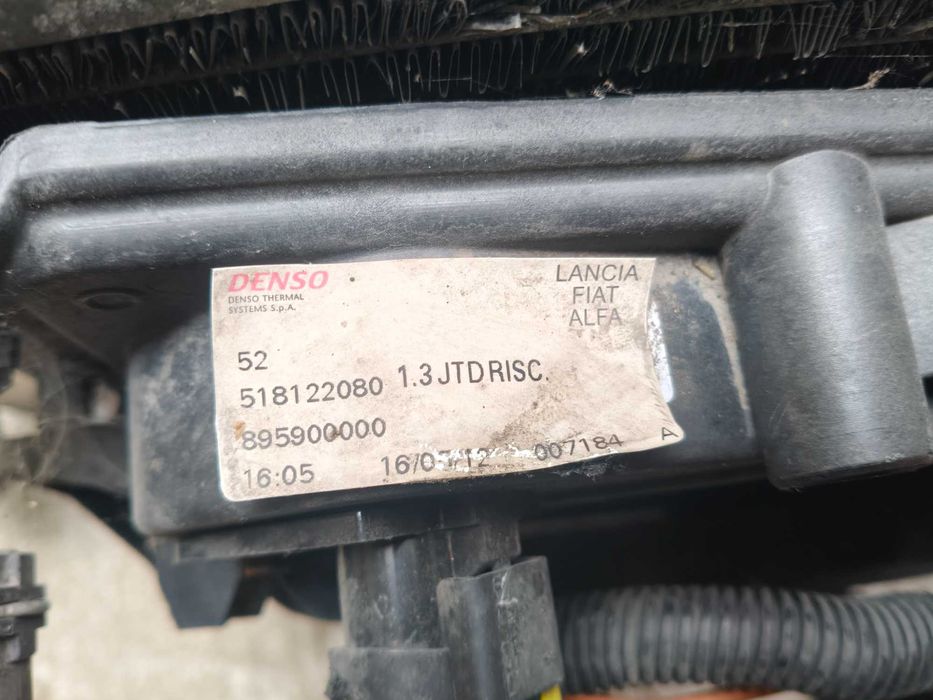 DENSO
DENSO THERMAL
SYSTEMS S.p.A.
LANCIA
FIAT
ALFA
52
518122080 1.3 JTD RISC.
895900000
16:05 007184 A